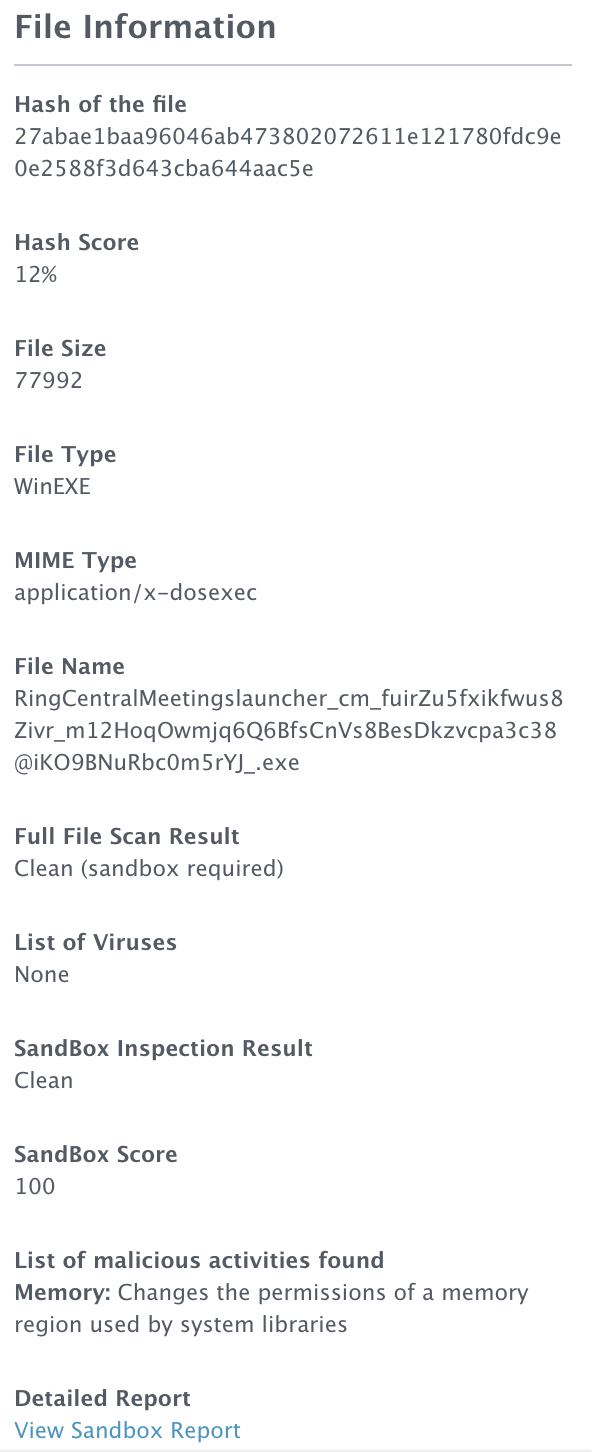 File Information
Hash of the file
27abae1baa96046ab473802072611e121780fdc9e
0e2588f3d643cba644aac5e
Hash Score
12%
File Size
77992
File Type
WinEXE
MIME Type
application/x-dosexec
File Name
RingCentralMeetingslauncher_cm_fuirZu5fxikfwus8
Zivr_m12HoqOwmjq6Q6BfsCnVs8BesDkzvcpa3c38
@iKO9BNuRbc0m5rYJ_.exe
Full File Scan Result
Clean (sandbox required)
List of Viruses
None
SandBox Inspection Result
Clean
SandBox Score
100
List of malicious activities found
Memory: Changes the permissions of a memory
region used by system libraries
Detailed Report
View Sandbox Report